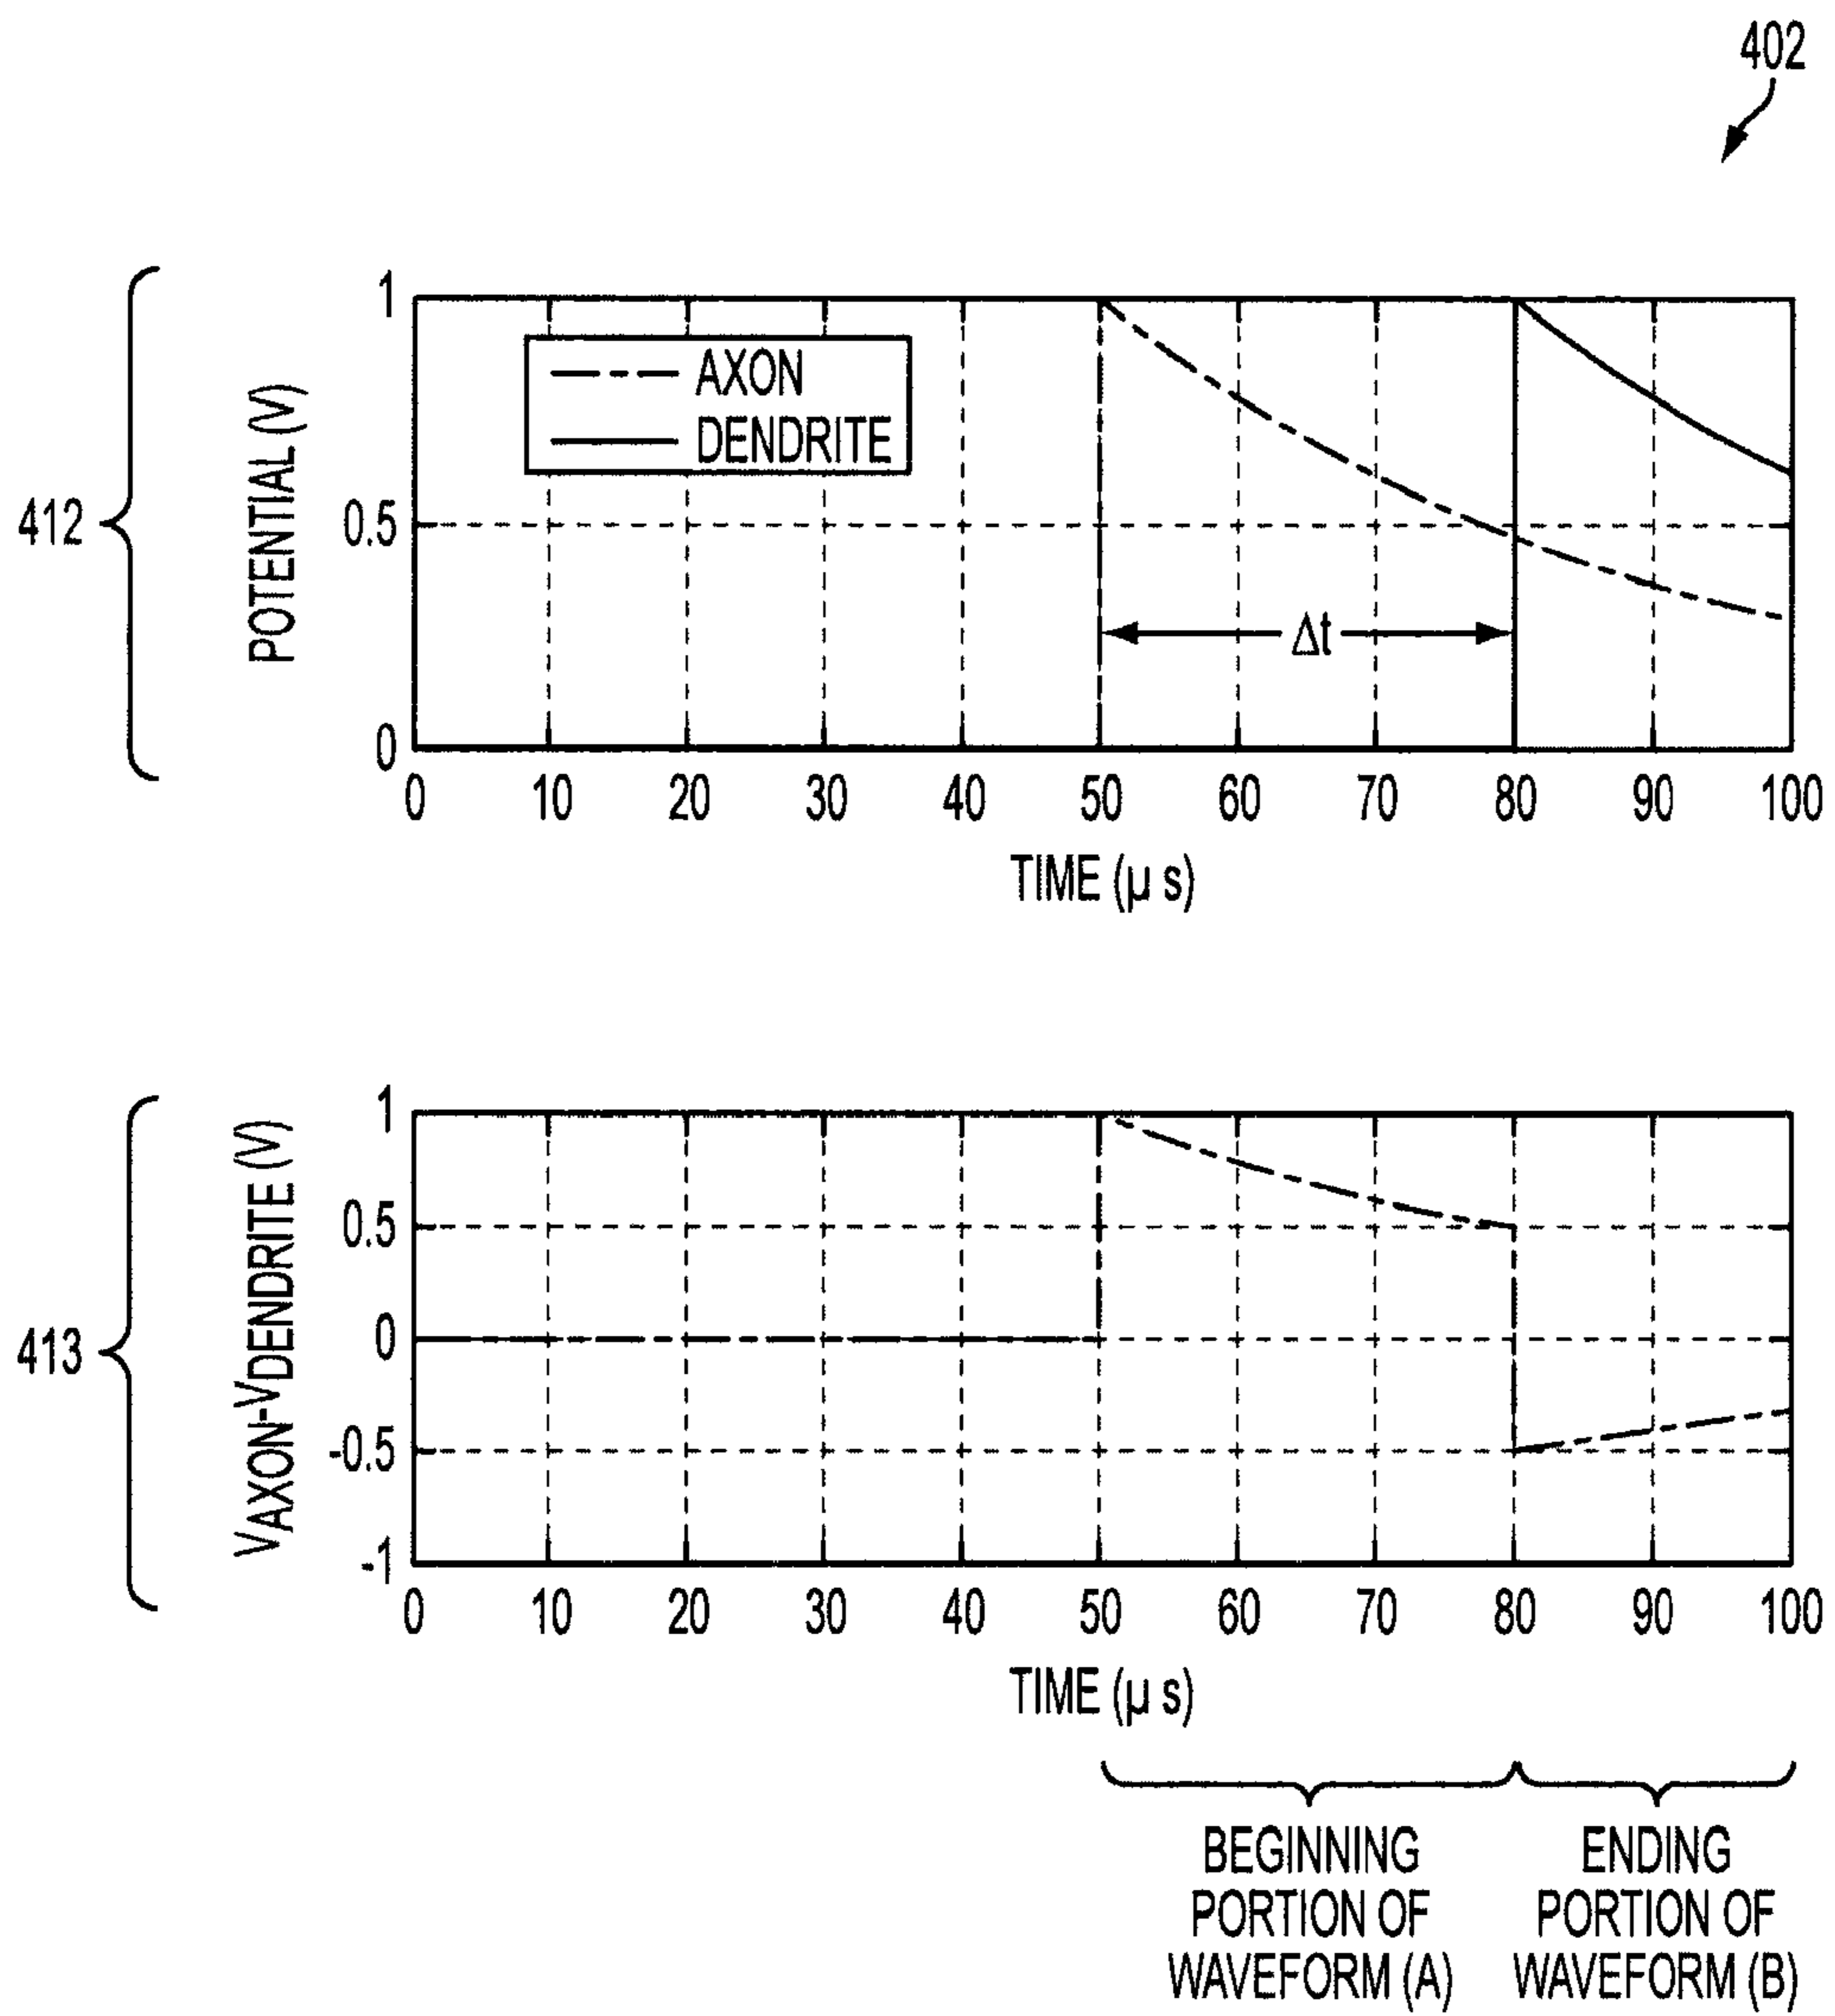 402
412
POTENTIAL (V)
1
0.5
0
AXON
DENDRITE
Δt
0 10 20 30 40 50 60 70 80 90 100
TIME (μ s)
413
VAXON-VDENDRITE (V)
1
0.5
0
-0.5
-1
0 10 20 30 40 50 60 70 80 90 100
TIME (μ s)
BEGINNING
PORTION OF
WAVEFORM (A)
ENDING
PORTION OF
WAVEFORM (B)